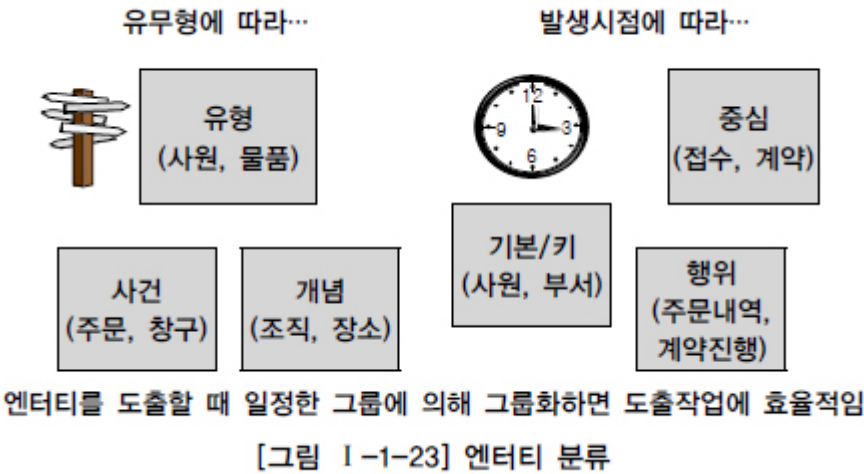 유무형에 따라…
발생시점에 따라…
유형
(사원, 물품)
12
3
6
9
중심
(접수, 계약)
사건
(주문, 창구)
개념
(조직, 장소)
기본/키
(사원, 부서)
행위
(주문내역,
계약진행)
엔터티를 도출할 때 일정한 그룹에 의해 그룹화하면 도출작업에 효율적임
[그림 Ⅰ-1-23] 엔터티 분류